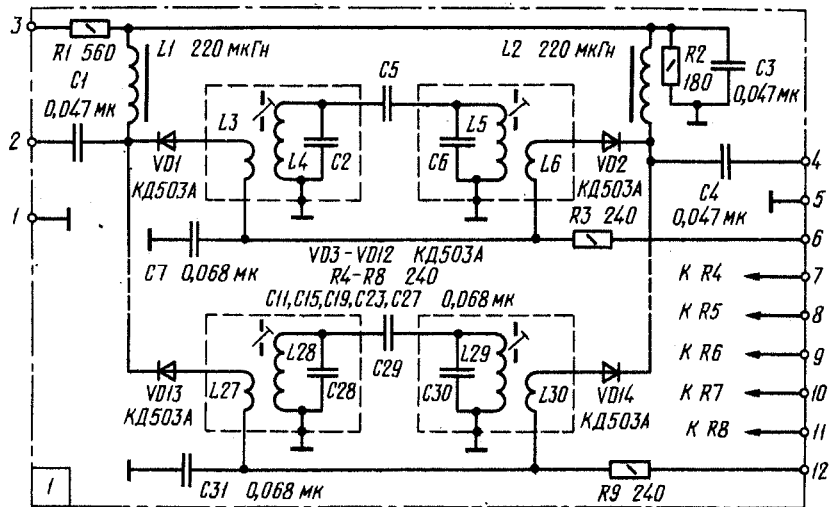 3
R1 560
L1 220 мкГн
L2 220 мкГн
R2
180
C3
0,047 мк
C1
0,047 мк
C5
2
L3
L4
C2
C6
L5
L6
VD1
КД503А
VD2
КД503А
4
C4
0,047 мк
5
1
R3 240
6
C7 0,068 мк
VD3-VD12 КД503А
R4-R8 240
C11,C15,C19,C23,C27 0,068 мк
К R4
7
К R5
8
К R6
9
К R7
10
К R8
11
VD13
КД503А
L27
L28
C28
C29
C30
L29
L30
VD14
КД503А
1
C31 0,068 мк
R9 240
12